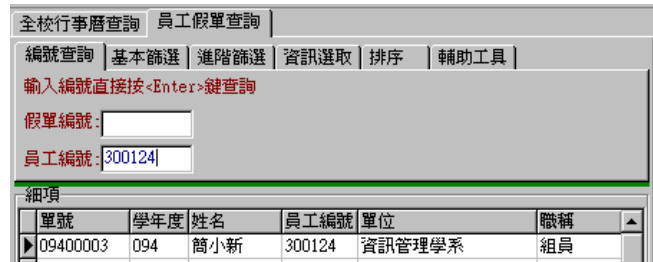 全校行事曆查詢 員工假單查詢
編號查詢 基本篩選 進階篩選 資訊選取 排序 輔助工具
輸入編號直接按<Enter>鍵查詢
假單編號:
員工編號:300124
細項
單號 學年度 姓名 員工編號 單位 職稱
09400003 094 簡小新 300124 資訊管理學系 組員